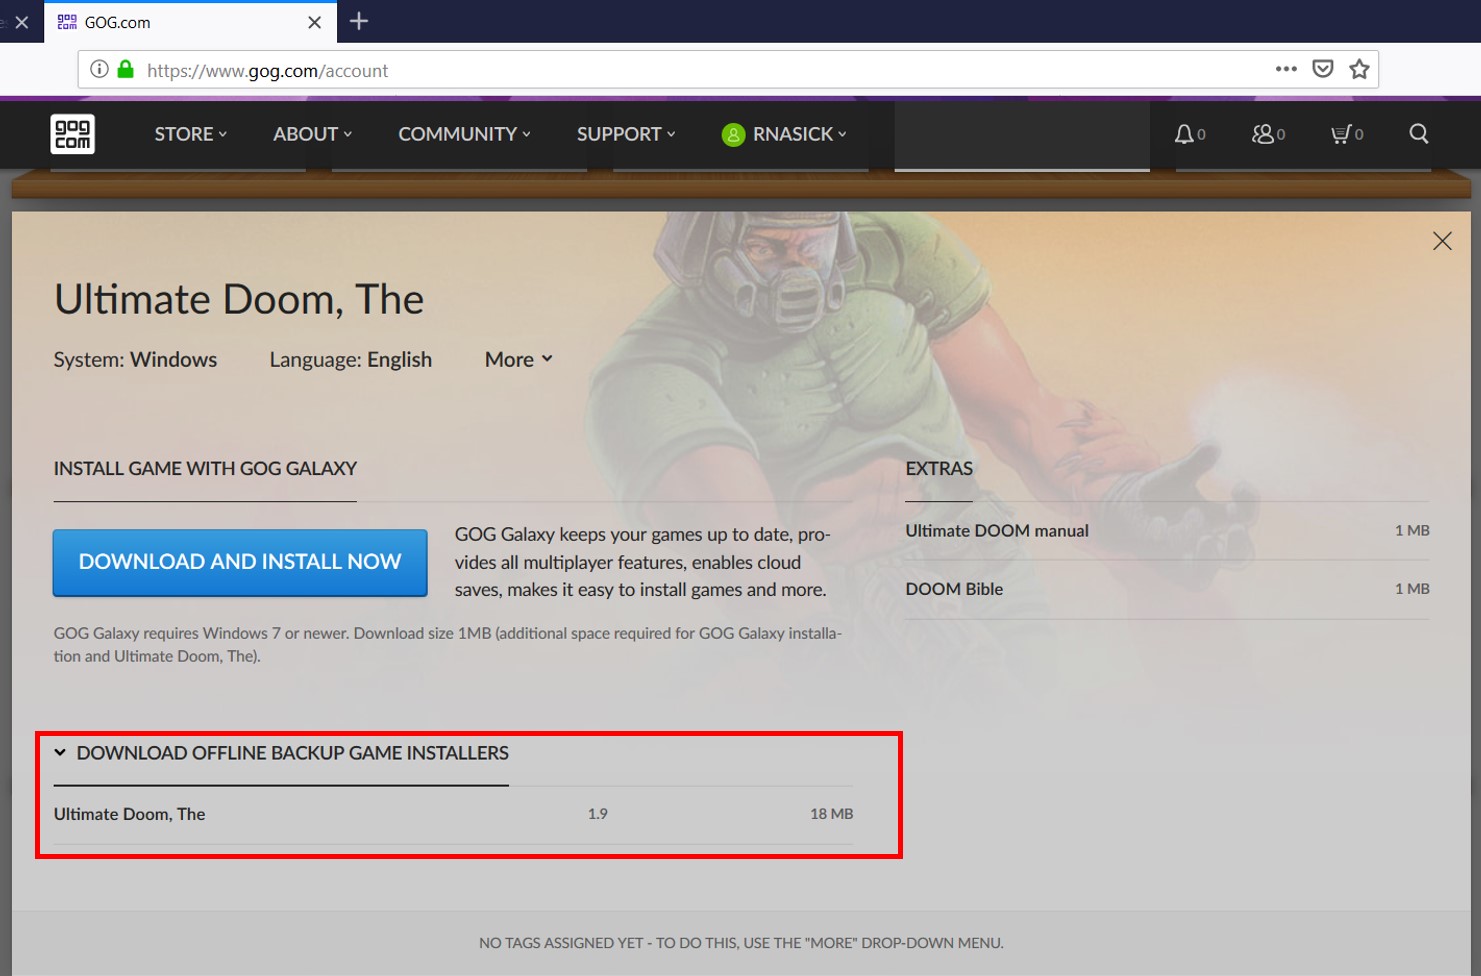 GOG.com
https://www.gog.com/account
gog
com
STORE
ABOUT
COMMUNITY
SUPPORT
RNASICK
0
0
0
Ultimate Doom, The
System: Windows
Language: English
More
INSTALL GAME WITH GOG GALAXY
DOWNLOAD AND INSTALL NOW
GOG Galaxy keeps your games up to date, pro-
vides all multiplayer features, enables cloud
saves, makes it easy to install games and more.
GOG Galaxy requires Windows 7 or newer. Download size 1MB (additional space required for GOG Galaxy installa-
tion and Ultimate Doom, The).
EXTRAS
Ultimate DOOM manual 1 MB
DOOM Bible 1 MB
DOWNLOAD OFFLINE BACKUP GAME INSTALLERS
Ultimate Doom, The 1.9 18 MB
NO TAGS ASSIGNED YET - TO DO THIS, USE THE "MORE" DROP-DOWN MENU.